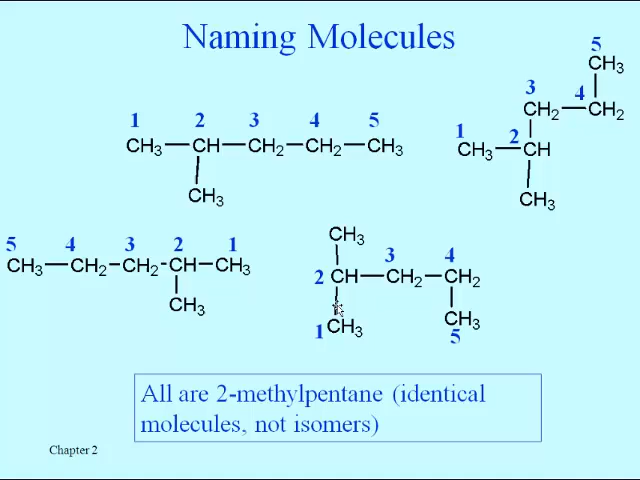 Naming Molecules
1 2 3 4 5
CH3 CH CH2 CH2 CH3
CH3
5
CH3
3 4
CH2 CH2
1 2
CH3 CH
CH3
5 4 3 2 1
CH3 CH2 CH2 CH CH3
CH3
CH3
3 4
2 CH CH2 CH2
1 CH3 CH3
5
All are 2-methylpentane (identical
molecules, not isomers)
Chapter 2